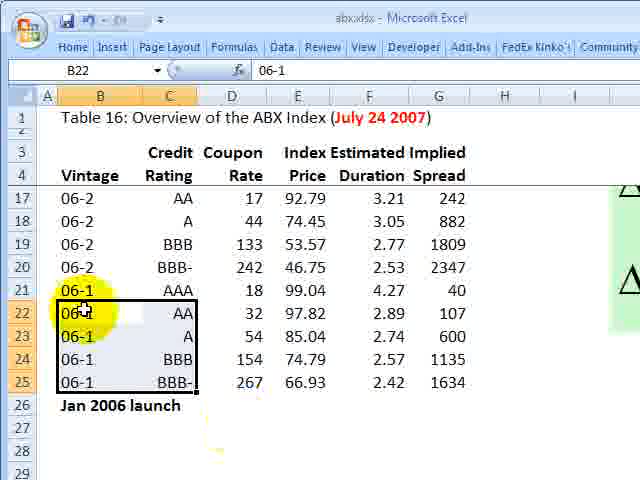 abx.xlsx - Microsoft Excel
Home Insert Page Layout Formulas Data Review View Developer Add-Ins FedEx Kinko's Community
B22 fx 06-1
A B C D E F G H I
1 Table 16: Overview of the ABX Index (July 24 2007)
2
3 Credit Coupon Index Estimated Implied
4 Vintage Rating Rate Price Duration Spread
17 06-2 AA 17 92.79 3.21 242
18 06-2 A 44 74.45 3.05 882
19 06-2 BBB 133 53.57 2.77 1809
20 06-2 BBB- 242 46.75 2.53 2347
21 06-1 AAA 18 99.04 4.27 40
22 06-1 AA 32 97.82 2.89 107
23 06-1 A 54 85.04 2.74 600
24 06-1 BBB 154 74.79 2.57 1135
25 06-1 BBB- 267 66.93 2.42 1634
26 Jan 2006 launch
27
28
29